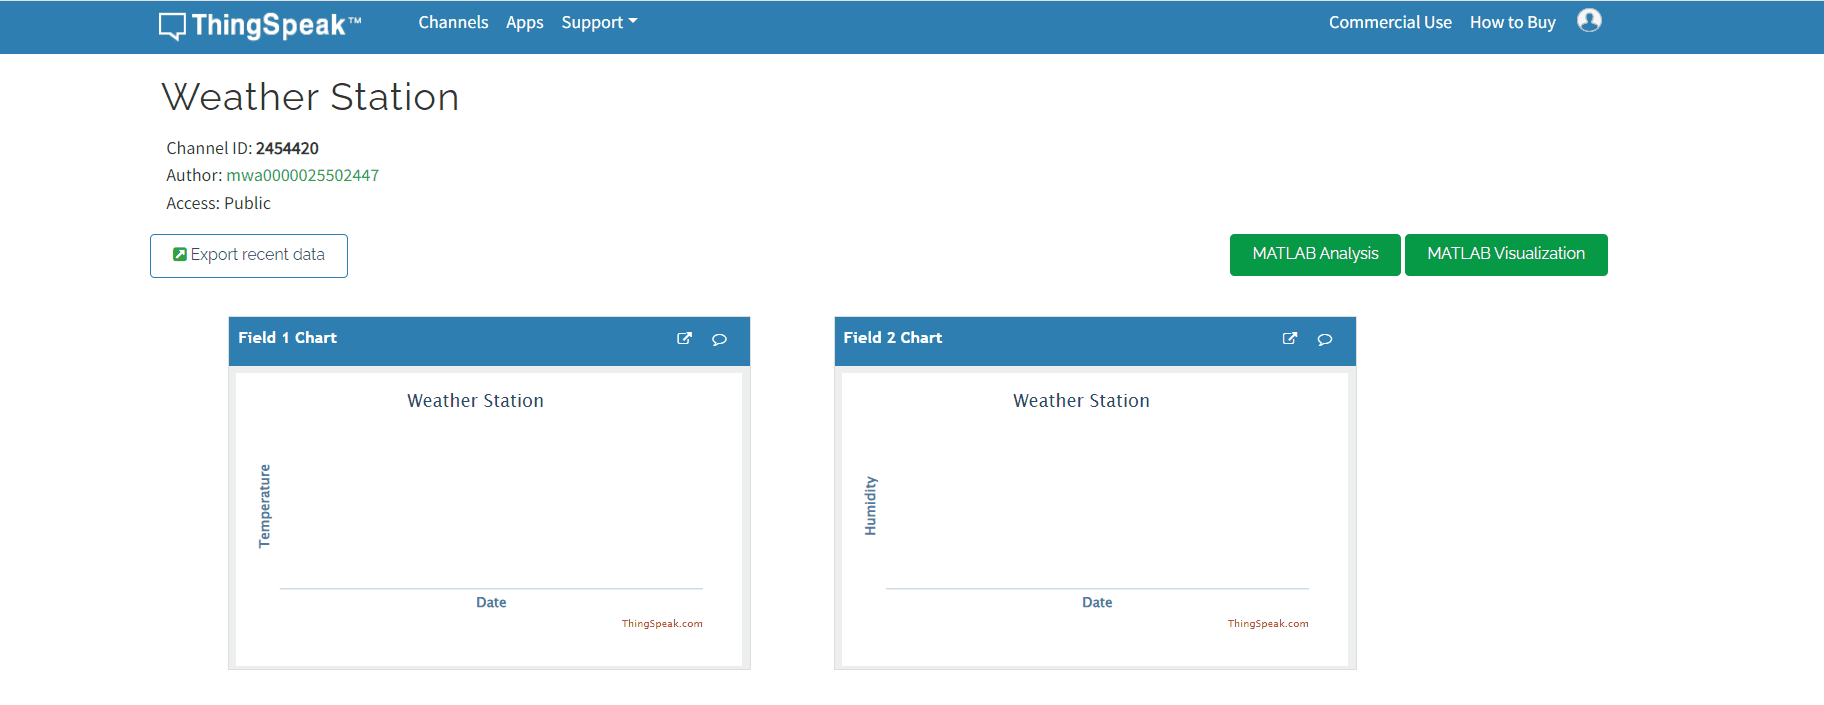 ThingSpeak™ Channels Apps Support Commercial Use How to Buy
Weather Station
Channel ID: 2454420
Author: mwa0000025502447
Access: Public
Export recent data MATLAB Analysis MATLAB Visualization
Field 1 Chart
Weather Station
Temperature
Date
ThingSpeak.com
Field 2 Chart
Weather Station
Humidity
Date
ThingSpeak.com